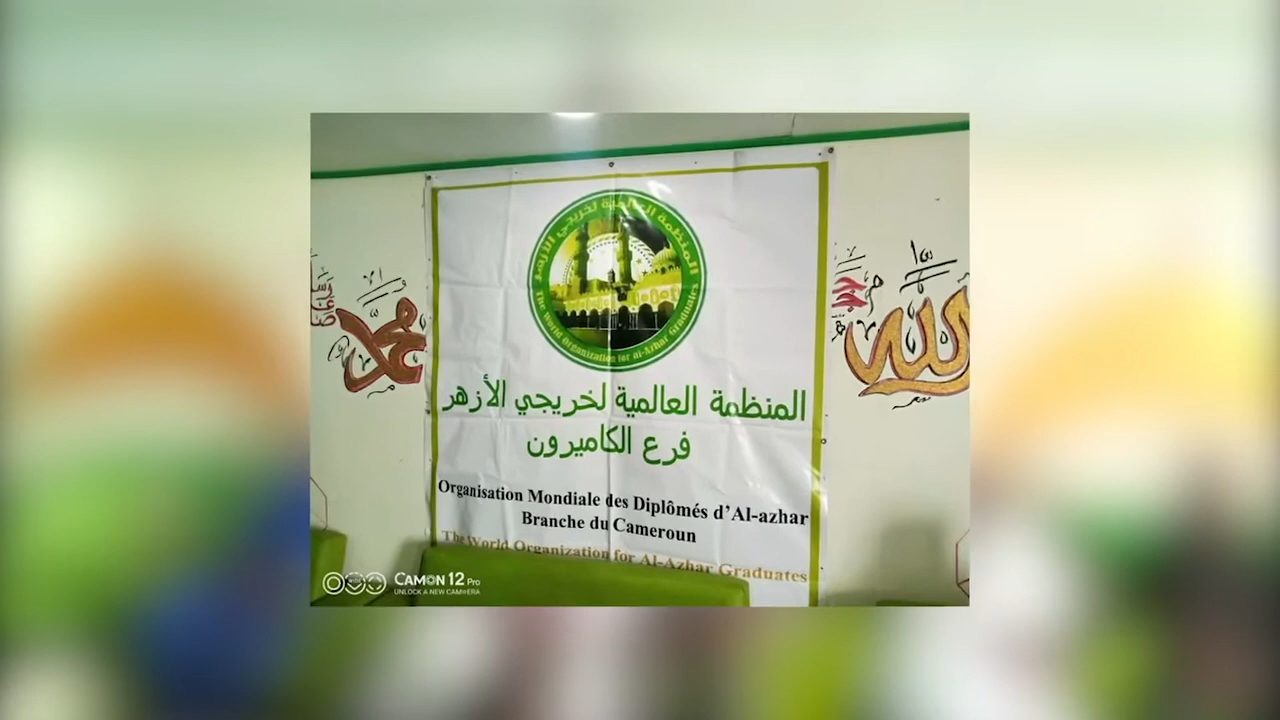 المنظمة العالمية لخريجي الأزهر
The World Organization for al-Azhar Graduates
المنظمة العالمية لخريجي الأزهر
فرع الكاميرون
Organisation Mondiale des Diplômés d'Al-azhar
Branche du Cameroun
The World Organization for Al-Azhar Graduates
محمد
الله
CAMON 12 Pro
UNLOCK A NEW CAMERA